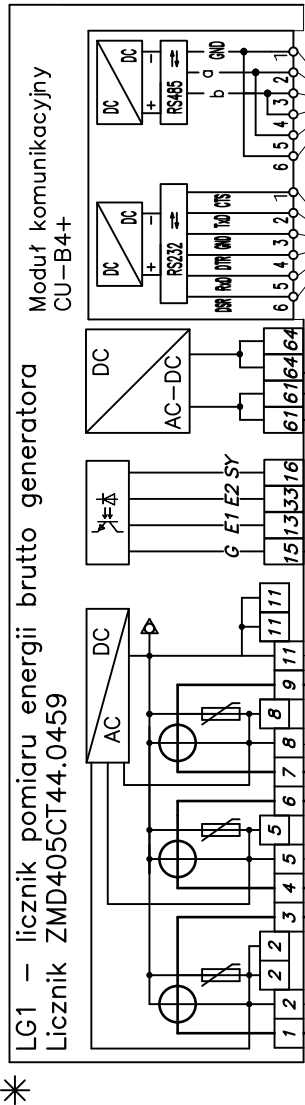 LG1 – licznik pomiaru energii brutto generatora
Licznik ZMD405CT44.0459
Moduł komunikacyjny
CU-B4+
AC DC
DC
AC-DC
DC DC
+ -
RS232
DC DC
+ -
RS485
G E1 E2 SY
DSR RxD DTR GND TxD CTS
b a GND
1 2 2 2 3 4 5 5 6 7 8 8 9 11 11 11
15 13 33 16
61 61 64 64
6 5 4 3 2 1
6 5 4 3 2 1